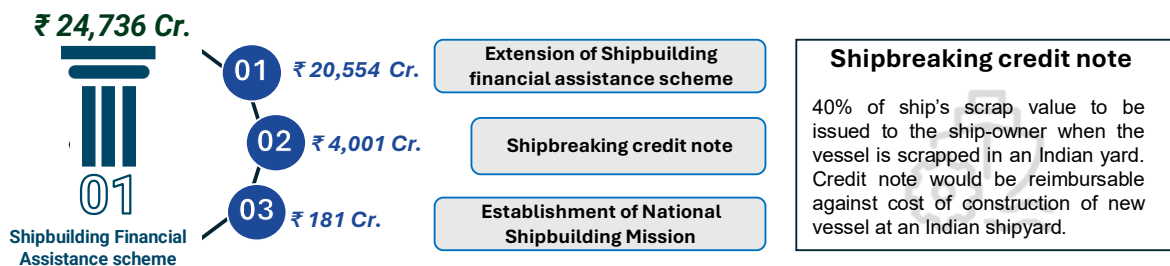 ₹ 24,736 Cr.
01
Shipbuilding Financial
Assistance scheme
01
₹ 20,554 Cr.
Extension of Shipbuilding
financial assistance scheme
02
₹ 4,001 Cr.
Shipbreaking credit note
03
₹ 181 Cr.
Establishment of National
Shipbuilding Mission
Shipbreaking credit note
40% of ship's scrap value to be
issued to the ship-owner when the
vessel is scrapped in an Indian yard.
Credit note would be reimbursable
against cost of construction of new
vessel at an Indian shipyard.